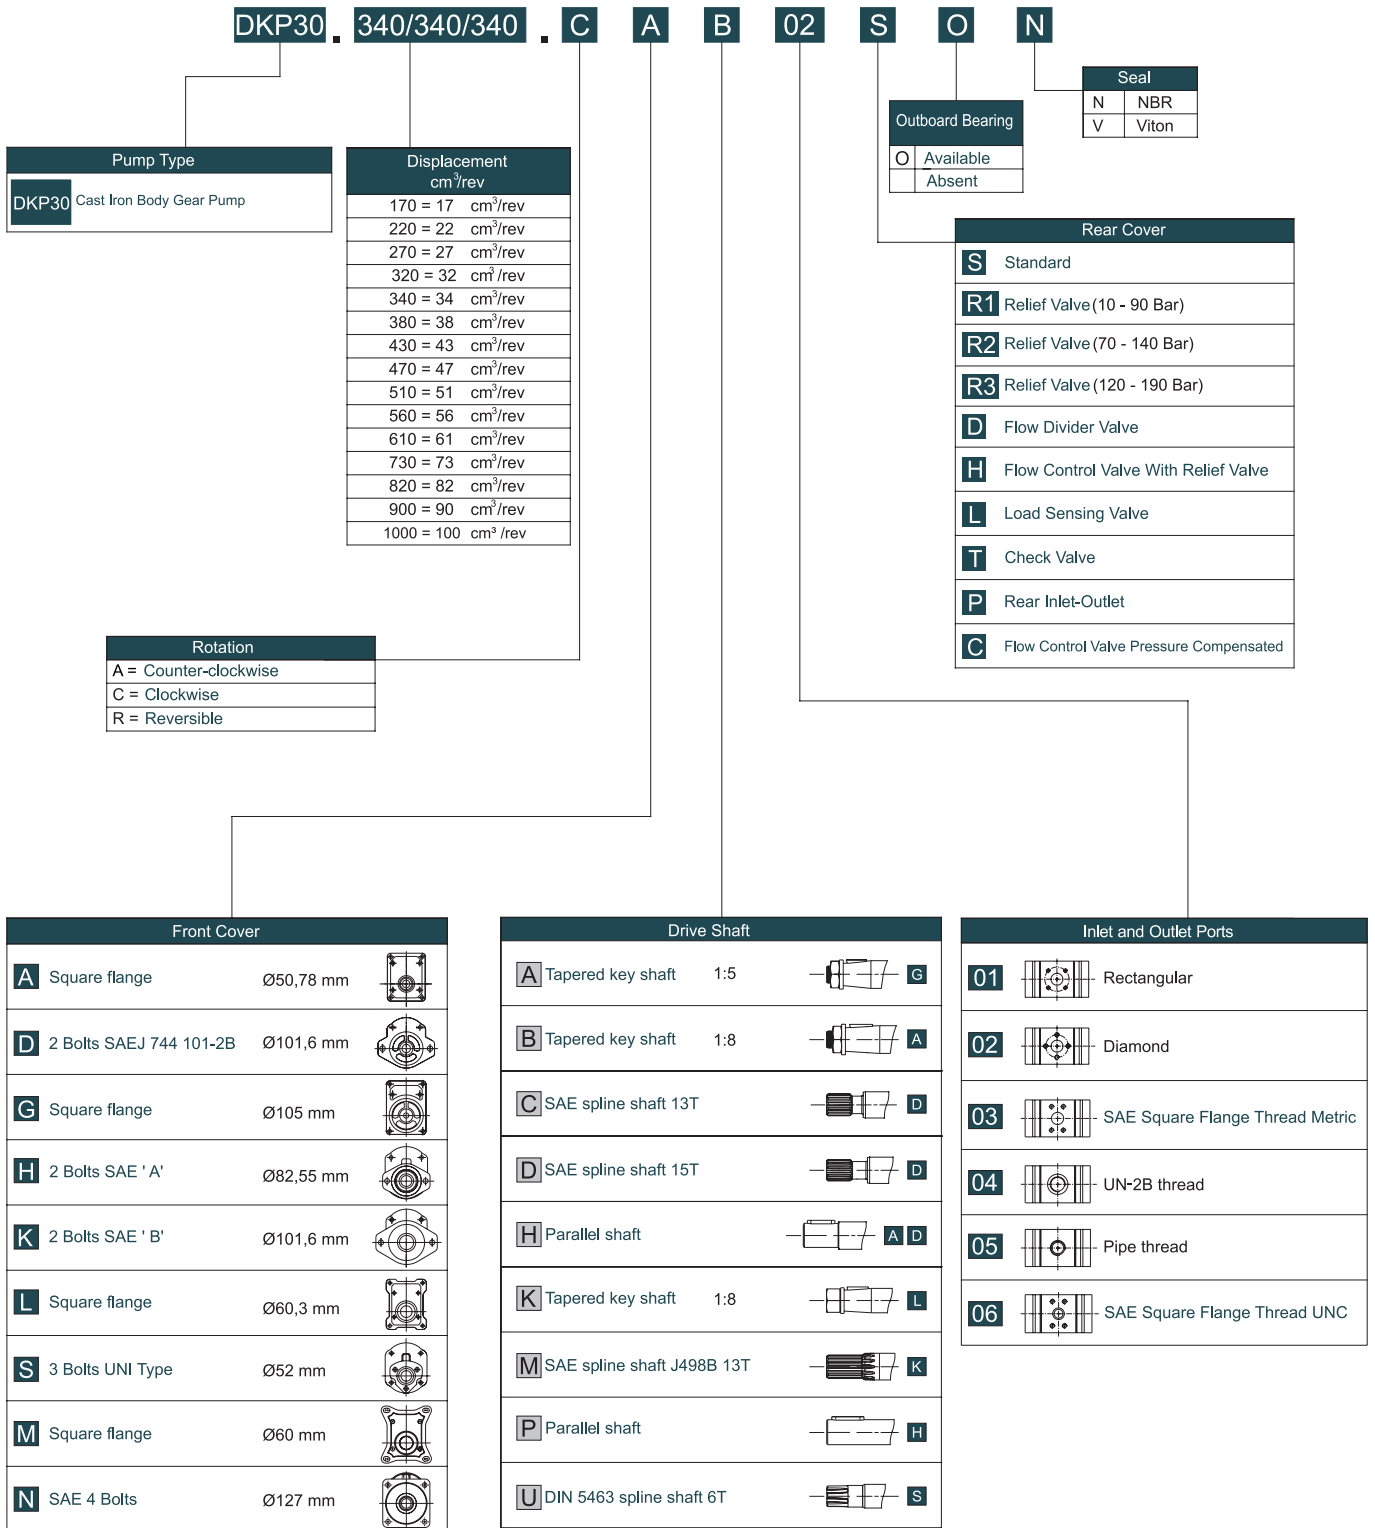 DKP30 . 340/340/340 . C A B 02 S O N
Seal
N NBR
V Viton
Outboard Bearing
O Available
Absent
Pump Type
DKP30 Cast Iron Body Gear Pump
Displacement
cm³/rev
170 = 17 cm³/rev
220 = 22 cm³/rev
270 = 27 cm³/rev
320 = 32 cm³/rev
340 = 34 cm³/rev
380 = 38 cm³/rev
430 = 43 cm³/rev
470 = 47 cm³/rev
510 = 51 cm³/rev
560 = 56 cm³/rev
610 = 61 cm³/rev
730 = 73 cm³/rev
820 = 82 cm³/rev
900 = 90 cm³/rev
1000 = 100 cm³ /rev
Rear Cover
S Standard
R1 Relief Valve (10 - 90 Bar)
R2 Relief Valve (70 - 140 Bar)
R3 Relief Valve (120 - 190 Bar)
D Flow Divider Valve
H Flow Control Valve With Relief Valve
L Load Sensing Valve
T Check Valve
P Rear Inlet-Outlet
C Flow Control Valve Pressure Compensated
Rotation
A = Counter-clockwise
C = Clockwise
R = Reversible
Front Cover
A Square flange Ø50,78 mm
D 2 Bolts SAEJ 744 101-2B Ø101,6 mm
G Square flange Ø105 mm
H 2 Bolts SAE ' A' Ø82,55 mm
K 2 Bolts SAE ' B' Ø101,6 mm
L Square flange Ø60,3 mm
S 3 Bolts UNI Type Ø52 mm
M Square flange Ø60 mm
N SAE 4 Bolts Ø127 mm
Drive Shaft
A Tapered key shaft 1:5 G
B Tapered key shaft 1:8 A
C SAE spline shaft 13T D
D SAE spline shaft 15T D
H Parallel shaft A D
K Tapered key shaft 1:8 L
M SAE spline shaft J498B 13T K
P Parallel shaft H
U DIN 5463 spline shaft 6T S
Inlet and Outlet Ports
01 Rectangular
02 Diamond
03 SAE Square Flange Thread Metric
04 UN-2B thread
05 Pipe thread
06 SAE Square Flange Thread UNC